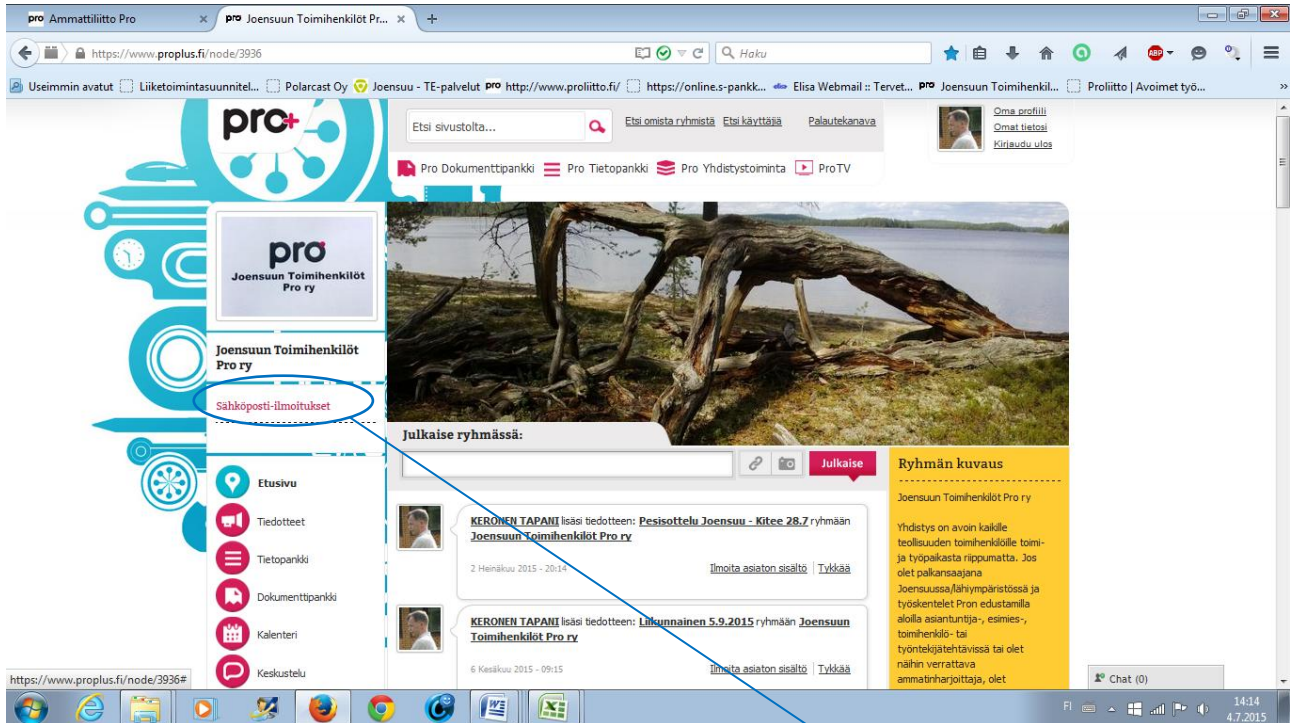 pro Ammattiliitto Pro
pro Joensuun Toimihenkilöt Pr...
https://www.proplus.fi/node/3936
Haku
Useimmin avatut
Liiketoimintasuunnitel...
Polarcast Oy
Joensuu - TE-palvelut
pro http://www.proliitto.fi/
https://online.s-pankk...
Elisa Webmail :: Tervet...
pro Joensuun Toimihenkil...
Proliitto | Avoimet työ...
pro+
Etsi sivustolta...
Etsi omista ryhmistä Etsi käyttäjiä Palautekanava
Oma profiili
Omat tietosi
Kirjaudu ulos
Pro Dokumenttipankki Pro Tietopankki Pro Yhdistystoiminta ProTV
pro
Joensuun Toimihenkilöt
Pro ry
Joensuun Toimihenkilöt
Pro ry
Sähköposti-ilmoitukset
Etusivu
Tiedotteet
Tietopankki
Dokumenttipankki
Kalenteri
Keskustelu
Julkaise ryhmässä:
Julkaise
KERONEN TAPANI lisäsi tiedotteen: Pesisottelu Joensuu - Kitee 28.7 ryhmään
Joensuun Toimihenkilöt Pro ry
2 Heinäkuu 2015 - 20:14 Ilmoita asiaton sisältö Tykkää
KERONEN TAPANI lisäsi tiedotteen: Liikunnainen 5.9.2015 ryhmään Joensuun
Toimihenkilöt Pro ry
6 Kesäkuu 2015 - 09:15 Ilmoita asiaton sisältö Tykkää
Ryhmän kuvaus
Joensuun Toimihenkilöt Pro ry
Yhdistys on avoin kaikille
teollisuuden toimihenkilöille toimi-
ja työpaikasta riippumatta. Jos
olet palkansaajana
Joensuussa/lähiympäristössä ja
työskentelet Pron edustamilla
aloilla asiantuntija-, esimies-,
toimihenkilö- tai
työntekijätehtävissä tai olet
näihin verrattava
ammatinharjoittaja, olet
Chat (0)
https://www.proplus.fi/node/3936#
FI
14:14
4.7.2015